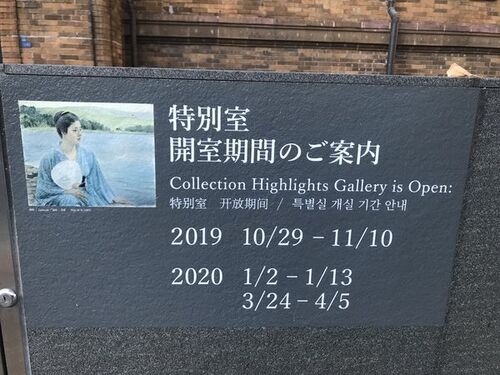 特別室
開室期間のご案内
Collection Highlights Gallery is Open:
特別室 开放期间 / 특별실 개실 기간 안내
2019 10/29 – 11/10
2020 1/2 – 1/13
3/24 – 4/5